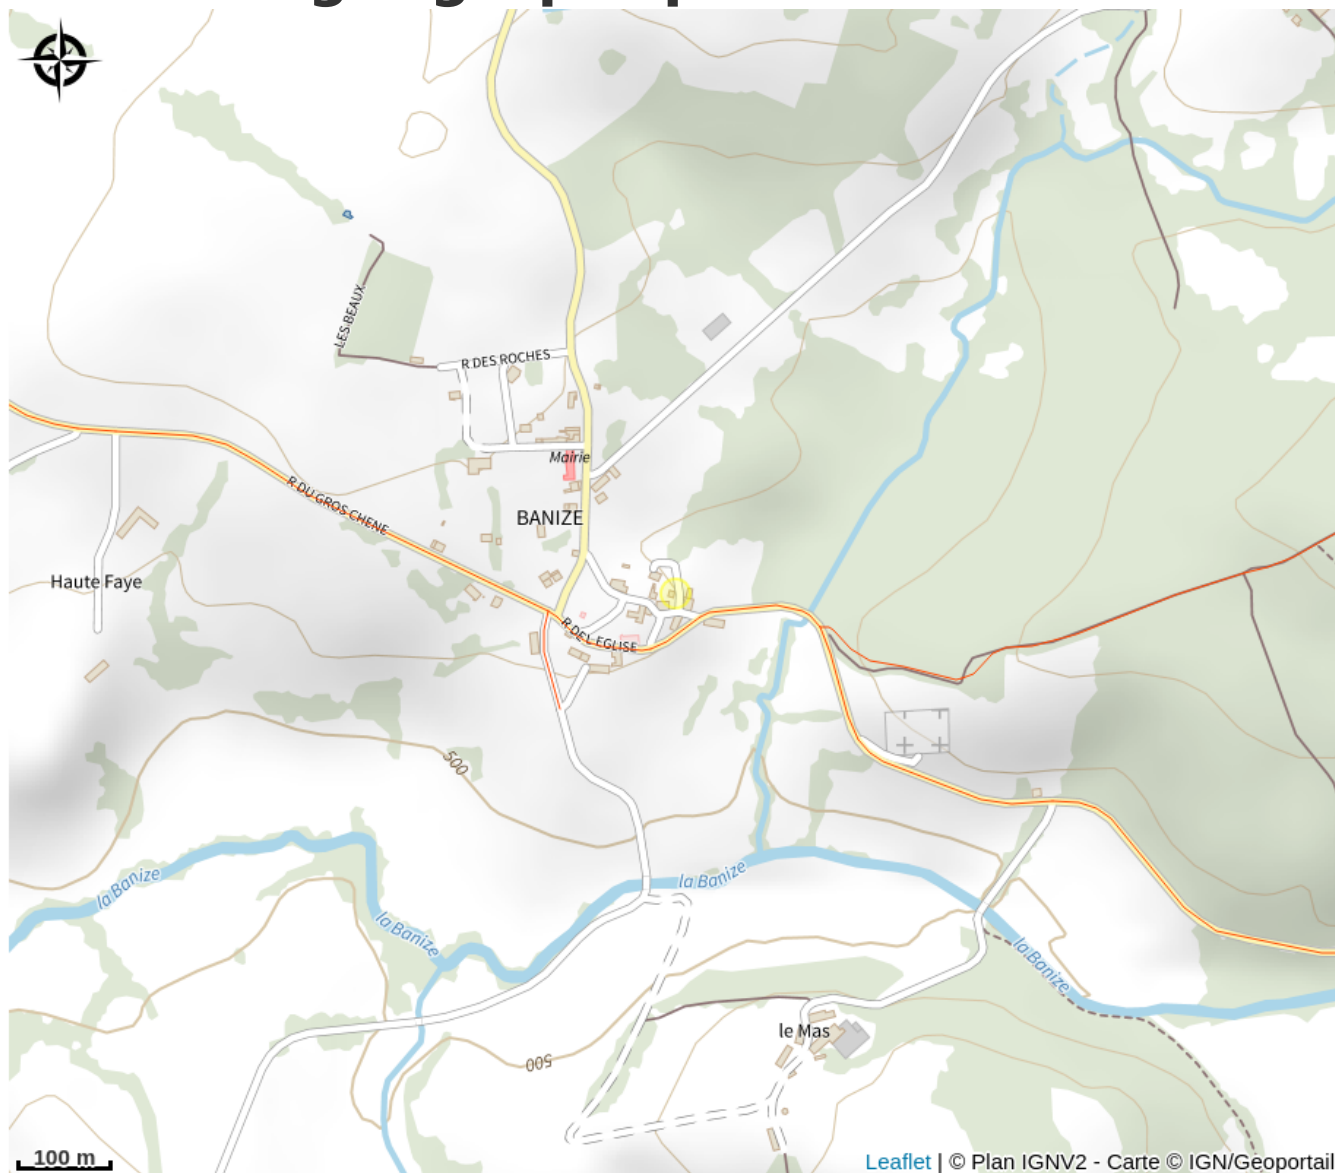 LES BEAUX
R DES ROCHES
Mairie
R DU GROS CHENE
BANIZE
Haute Faye
R DE L EGLISE
500
la Banize
la Banize
la Banize
la Banize
le Mas
500
100 m
Leaflet | © Plan IGNV2 - Carte © IGN/Geoportail